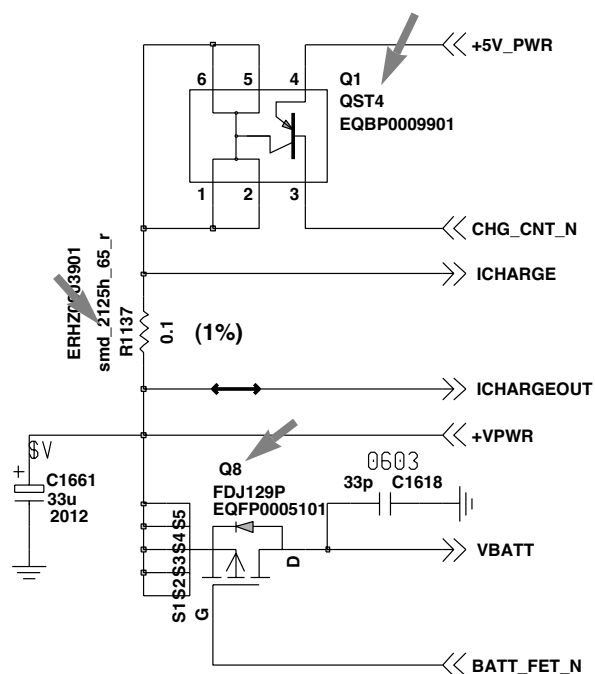 +5V_PWR
6 5 4
Q1
QST4
EQBP0009901
1 2 3
CHG_CNT_N
ICHARGE
smd_2125h_65_r
R1137
0.1
(1%)
ICHARGEOUT
+VPWR
SV
+
C1661
33u
2012
Q8
FDJ129P
EQFP0005101
0603
33p C1618
S1 S2 S3 S4 S5
G
D
VBATT
BATT_FET_N